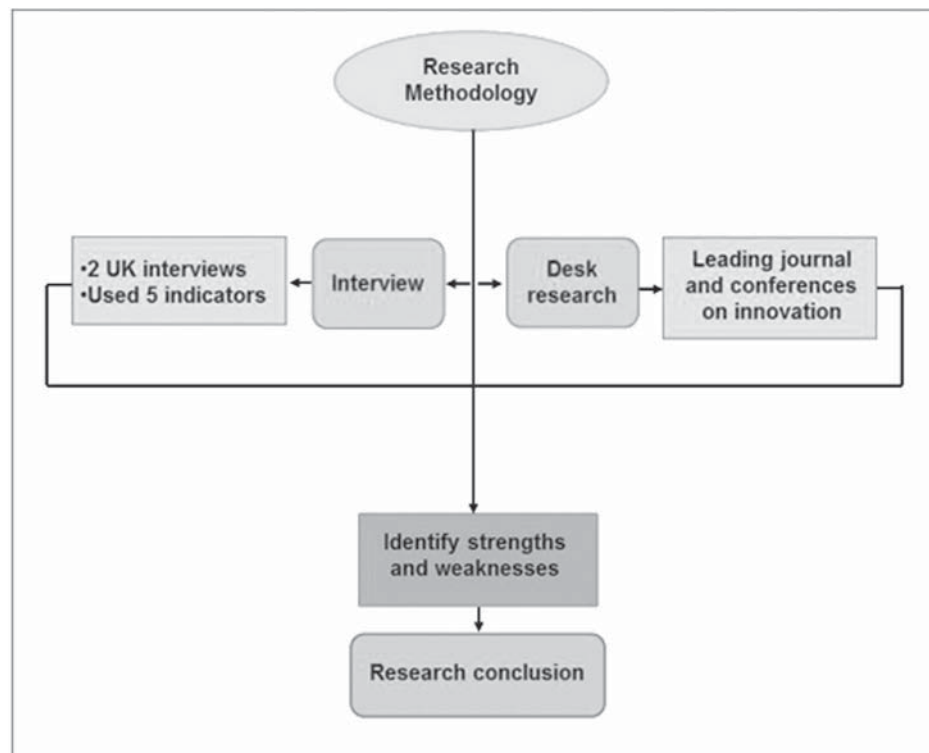 Research
Methodology
•2 UK interviews
•Used 5 indicators
Interview
Desk
research
Leading journal
and conferences
on innovation
Identify strengths
and weaknesses
Research conclusion